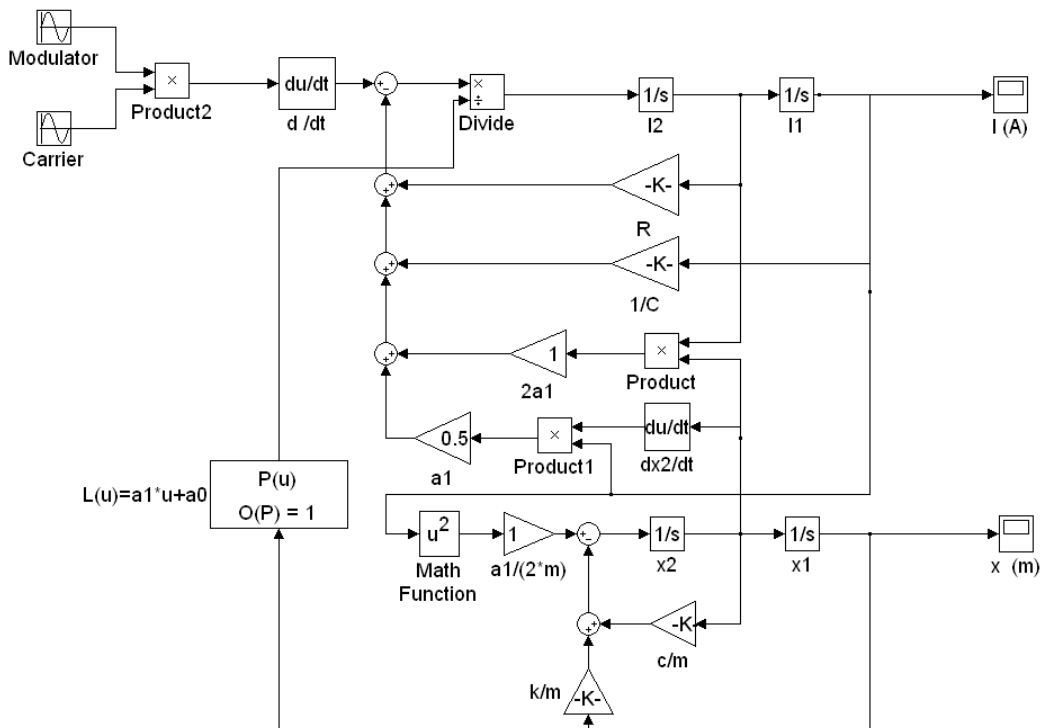 Modulator
×
Product2
Carrier
du/dt
d /dt
+
-
×
÷
Divide
1/s
I2
1/s
I1
I (A)
+
+
-K-
R
+
+
-K-
1/C
+
+
1
2a1
×
Product
0.5
a1
×
Product1
du/dt
dx2/dt
L(u)=a1*u+a0
P(u)
O(P) = 1
u2
Math
Function
1
a1/(2*m)
+
-
1/s
x2
1/s
x1
x (m)
+
+
-K-
c/m
k/m
-K-